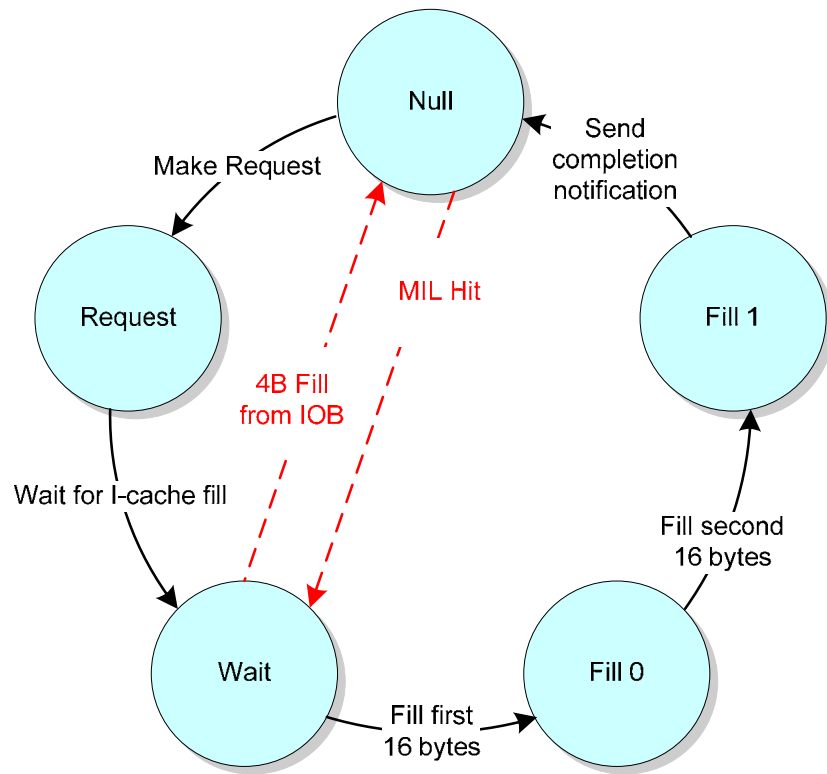 Null
Send
completion
notification
Make Request
MIL Hit
Request
Fill 1
4B Fill
from IOB
Wait for I-cache fill
Fill second
16 bytes
Wait
Fill 0
Fill first
16 bytes